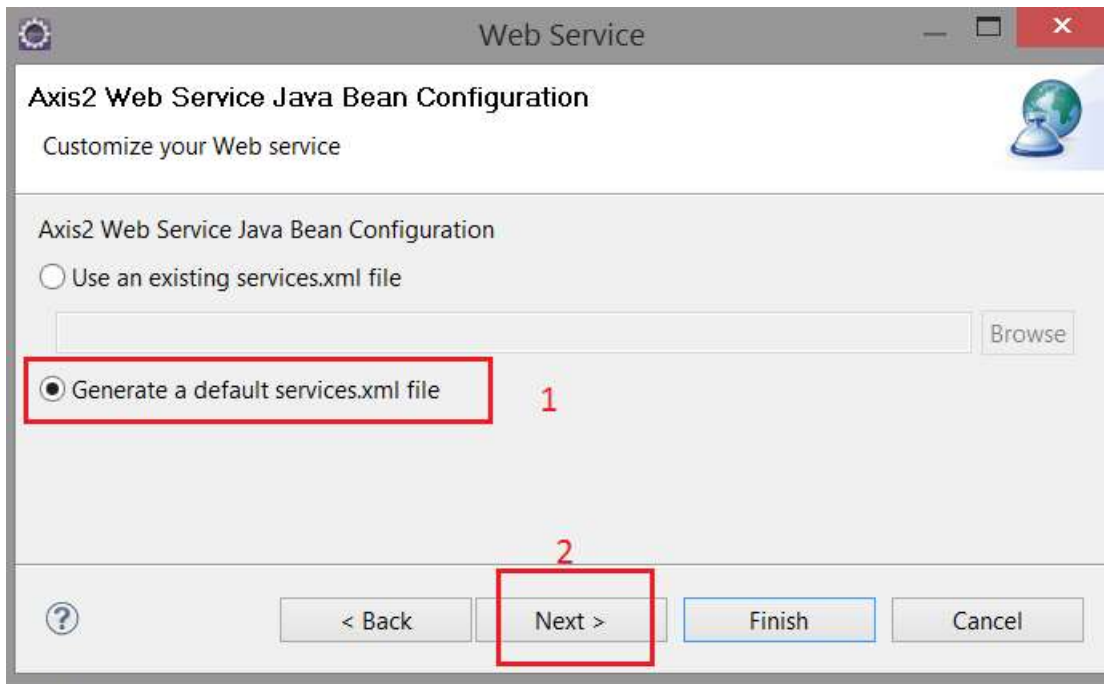 Web Service
Axis2 Web Service Java Bean Configuration
Customize your Web service
Axis2 Web Service Java Bean Configuration
Use an existing services.xml file
Browse
Generate a default services.xml file
1
2
?
< Back
Next >
Finish
Cancel